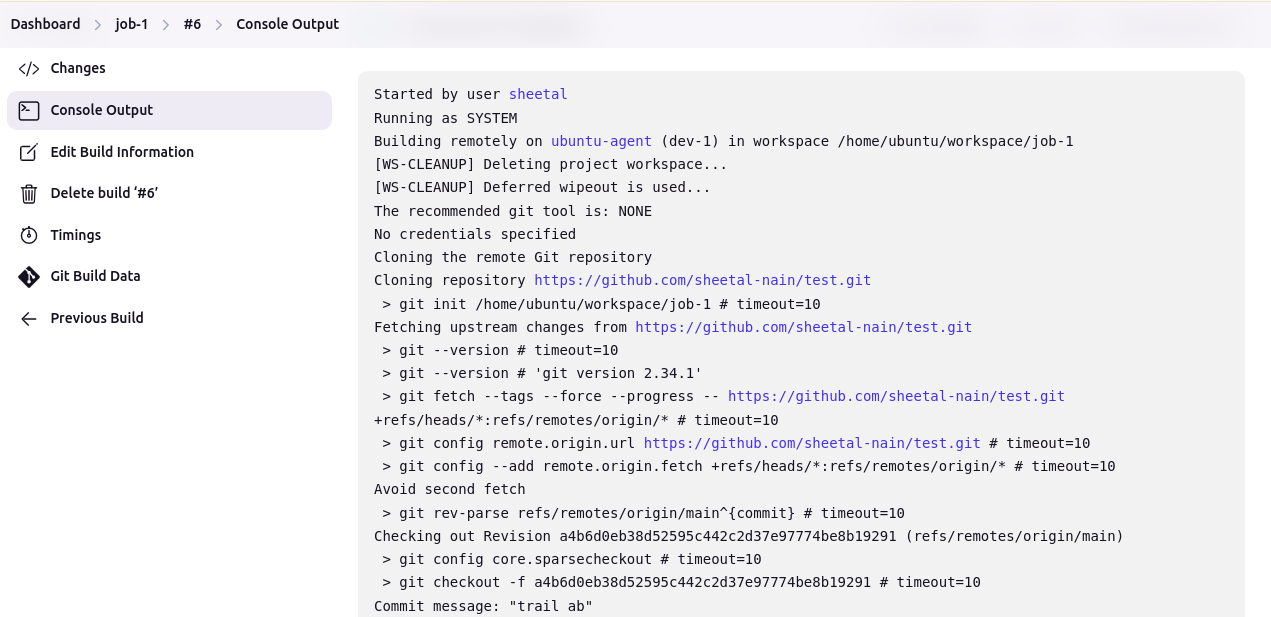 Dashboard > job-1 > #6 > Console Output
Changes
Console Output
Edit Build Information
Delete build ‘#6’
Timings
Git Build Data
Previous Build
Started by user sheetal
Running as SYSTEM
Building remotely on ubuntu-agent (dev-1) in workspace /home/ubuntu/workspace/job-1
[WS-CLEANUP] Deleting project workspace...
[WS-CLEANUP] Deferred wipeout is used...
The recommended git tool is: NONE
No credentials specified
Cloning the remote Git repository
Cloning repository https://github.com/sheetal-nain/test.git
 > git init /home/ubuntu/workspace/job-1 # timeout=10
Fetching upstream changes from https://github.com/sheetal-nain/test.git
 > git --version # timeout=10
 > git --version # 'git version 2.34.1'
 > git fetch --tags --force --progress -- https://github.com/sheetal-nain/test.git
+refs/heads/*:refs/remotes/origin/* # timeout=10
 > git config remote.origin.url https://github.com/sheetal-nain/test.git # timeout=10
 > git config --add remote.origin.fetch +refs/heads/*:refs/remotes/origin/* # timeout=10
Avoid second fetch
 > git rev-parse refs/remotes/origin/main^{commit} # timeout=10
Checking out Revision a4b6d0eb38d52595c442c2d37e97774be8b19291 (refs/remotes/origin/main)
 > git config core.sparsecheckout # timeout=10
 > git checkout -f a4b6d0eb38d52595c442c2d37e97774be8b19291 # timeout=10
Commit message: "trail ab"